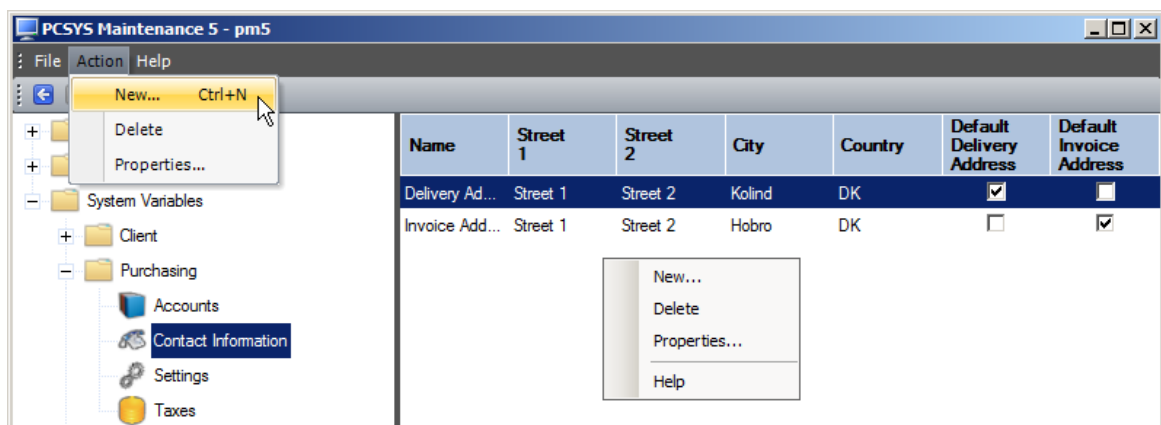 PCSYS Maintenance 5 - pm5
File Action Help
New... Ctrl+N
Delete
Properties...
System Variables
Client
Purchasing
Accounts
Contact Information
Settings
Taxes
Name Street 1 Street 2 City Country Default Delivery Address Default Invoice Address
Delivery Ad... Street 1 Street 2 Kolind DK
Invoice Add... Street 1 Street 2 Hobro DK
New...
Delete
Properties...
Help